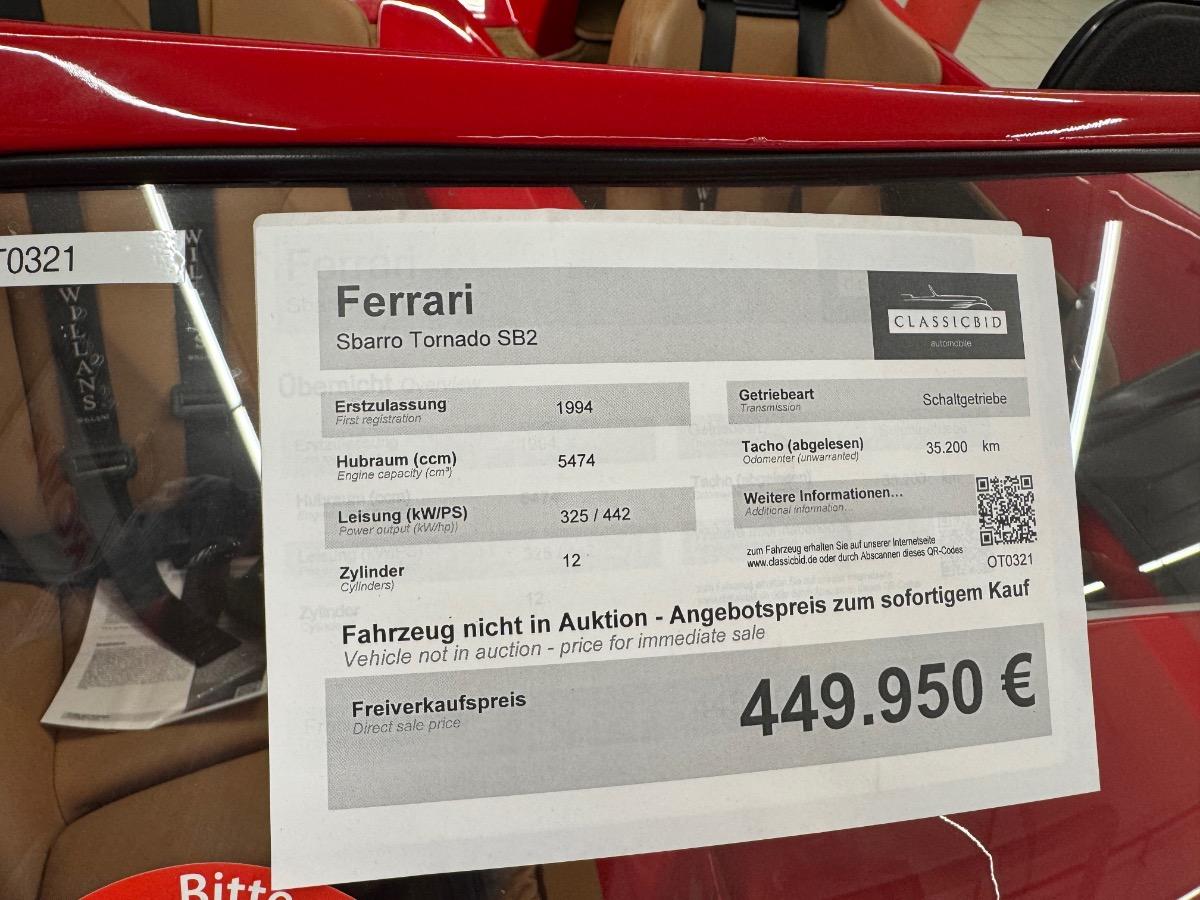 OT0321
WILLANS
WILLANS
Ferrari
Sbarro Tornado SB2
CLASSICBID
automobile
Erstzulassung 1994
First registration
Hubraum (ccm) 5474
Engine capacity (cm³)
Leisung (kW/PS) 325 / 442
Power output (kW/hp))
Zylinder 12
Cylinders)
Getriebeart Schaltgetriebe
Transmission
Tacho (abgelesen) 35.200 km
Odomenter (unwarranted)
Weitere Informationen...
Additional information...
zum Fahrzeug erhalten Sie auf unserer Internetseite
www.classicbid.de oder durch Abscannen dieses QR-Codes
OT0321
Fahrzeug nicht in Auktion - Angebotspreis zum sofortigem Kauf
Vehicle not in auction - price for immediate sale
Freiverkaufspreis 449.950 €
Direct sale price
Bitte